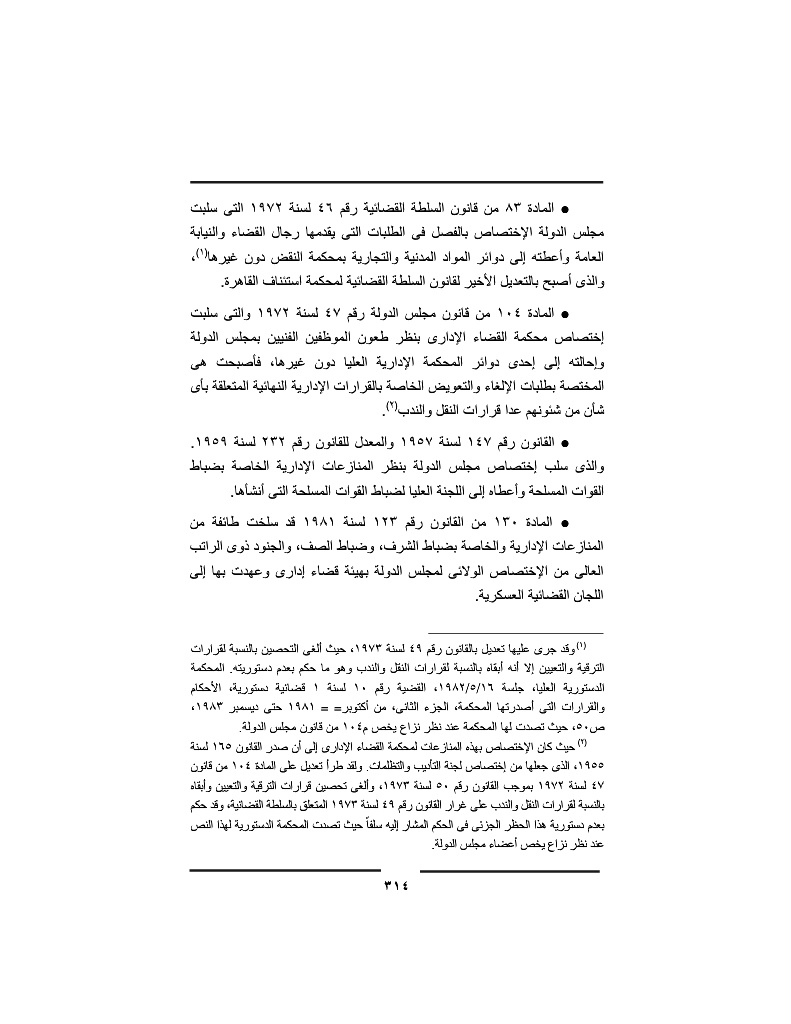 ● المادة ٨٣ من قانون السلطة القضائية رقم ٤٦ لسنة ١٩٧٢ التى سلبت
مجلس الدولة الإختصاص بالفصل فى الطلبات التى يقدمها رجال القضاء والنيابة
العامة وأعطته إلى دوائر المواد المدنية والتجارية بمحكمة النقض دون غيرها(١)،
والذى أصبح بالتعديل الأخير لقانون السلطة القضائية لمحكمة استئناف القاهرة.
● المادة ١٠٤ من قانون مجلس الدولة رقم ٤٧ لسنة ١٩٧٢ والتى سلبت
إختصاص محكمة القضاء الإدارى بنظر طعون الموظفين الفنيين بمجلس الدولة
وإحالته إلى إحدى دوائر المحكمة الإدارية العليا دون غيرها، فأصبحت هى
المختصة بطلبات الإلغاء والتعويض الخاصة بالقرارات الإدارية النهائية المتعلقة بأى
شأن من شئونهم عدا قرارات النقل والندب(٢).
● القانون رقم ١٤٧ لسنة ١٩٥٧ والمعدل للقانون رقم ٢٣٢ لسنة ١٩٥٩.
والذى سلب إختصاص مجلس الدولة بنظر المنازعات الإدارية الخاصة بضباط
القوات المسلحة وأعطاه إلى اللجنة العليا لضباط القوات المسلحة التى أنشأها.
● المادة ١٣٠ من القانون رقم ١٢٣ لسنة ١٩٨١ قد سلخت طائفة من
المنازعات الإدارية والخاصة بضباط الشرف، وضباط الصف، والجنود ذوى الراتب
العالى من الإختصاص الولائى لمجلس الدولة بهيئة قضاء إدارى وعهدت بها إلى
اللجان القضائية العسكرية.
(١) وقد جرى عليها تعديل بالقانون رقم ٤٩ لسنة ١٩٧٣، حيث ألغى التحصين بالنسبة لقرارات
الترقية والتعيين إلا أنه أبقاه بالنسبة لقرارات النقل والندب وهو ما حكم بعدم دستوريته. المحكمة
الدستورية العليا، جلسة ١٩٨٢/٥/١٦، القضية رقم ١٠ لسنة ١ قضائية دستورية، الأحكام
والقرارات التى أصدرتها المحكمة، الجزء الثانى، من أكتوبر= = ١٩٨١ حتى ديسمبر ١٩٨٣،
ص٥٠، حيث تصدت لها المحكمة عند نظر نزاع يخص م١٠٤ من قانون مجلس الدولة.
(٢) حيث كان الإختصاص بهذه المنازعات لمحكمة القضاء الإدارى إلى أن صدر القانون ١٦٥ لسنة
١٩٥٥، الذى جعلها من إختصاص لجنة التأديب والتظلمات. ولقد طرأ تعديل على المادة ١٠٤ من قانون
٤٧ لسنة ١٩٧٢ بموجب القانون رقم ٥٠ لسنة ١٩٧٣، وألغى تحصين قرارات الترقية والتعيين وأبقاه
بالنسبة لقرارات النقل والندب على غرار القانون رقم ٤٩ لسنة ١٩٧٣ المتعلق بالسلطة القضائية، وقد حكم
بعدم دستورية هذا الحظر الجزئى فى الحكم المشار إليه سلفاً حيث تصدت المحكمة الدستورية لهذا النص
عند نظر نزاع يخص أعضاء مجلس الدولة.
٣١٤